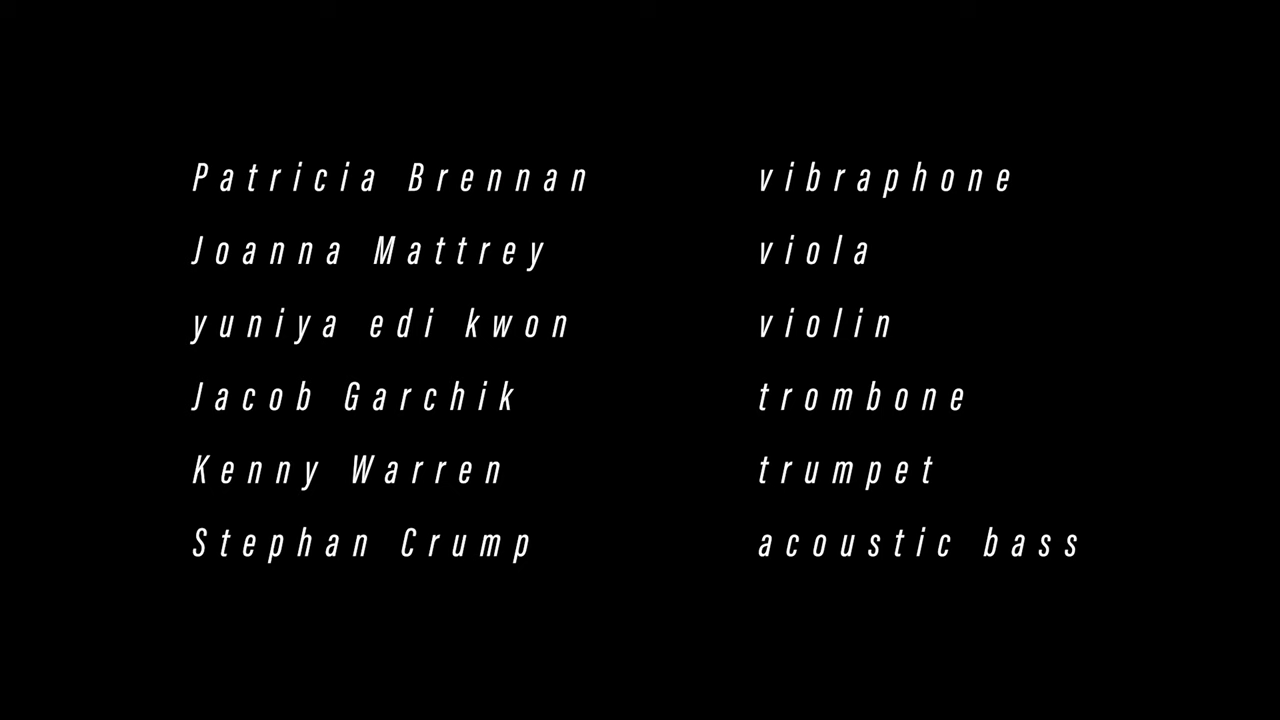 Patricia Brennan vibraphone
Joanna Mattrey viola
yuniya edi kwon violin
Jacob Garchik trombone
Kenny Warren trumpet
Stephan Crump acoustic bass